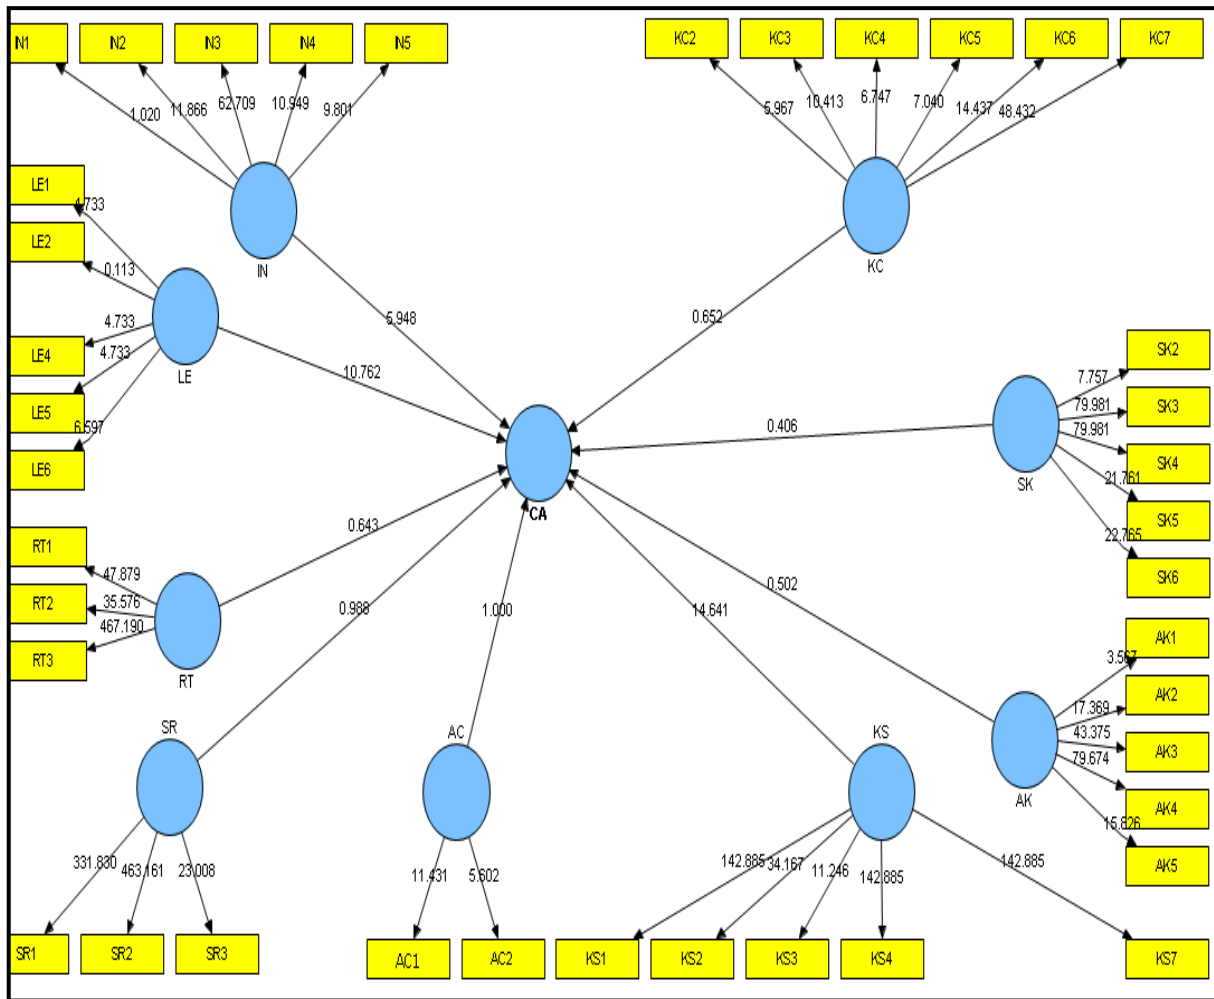 IN1 IN2 IN3 IN4 IN5 KC2 KC3 KC4 KC5 KC6 KC7
1.020 11.866 62.709 10.949 9.801 5.967 10.413 6.747 7.040 14.437 48.432
LE1
4.733
LE2
0.113
IN
KC
5.948
0.652
4.733
LE4
4.733
LE
LE5
10.762
6.597
LE6
SK2
7.757
79.981
SK3
0.406
79.981
SK4
SK
21.761
SK5
22.765
SK6
CA
RT1
0.643
47.879
RT2
35.576
467.190
RT3
RT
0.988
1.000
14.641
0.502
AK1
3.567
AK2
17.369
43.375
AK3
79.674
AK4
AK
15.826
AK5
SR
AC
KS
331.830 463.161 23.008 11.431 5.602 142.885 34.167 11.246 142.885 142.885
SR1 SR2 SR3 AC1 AC2 KS1 KS2 KS3 KS4 KS7